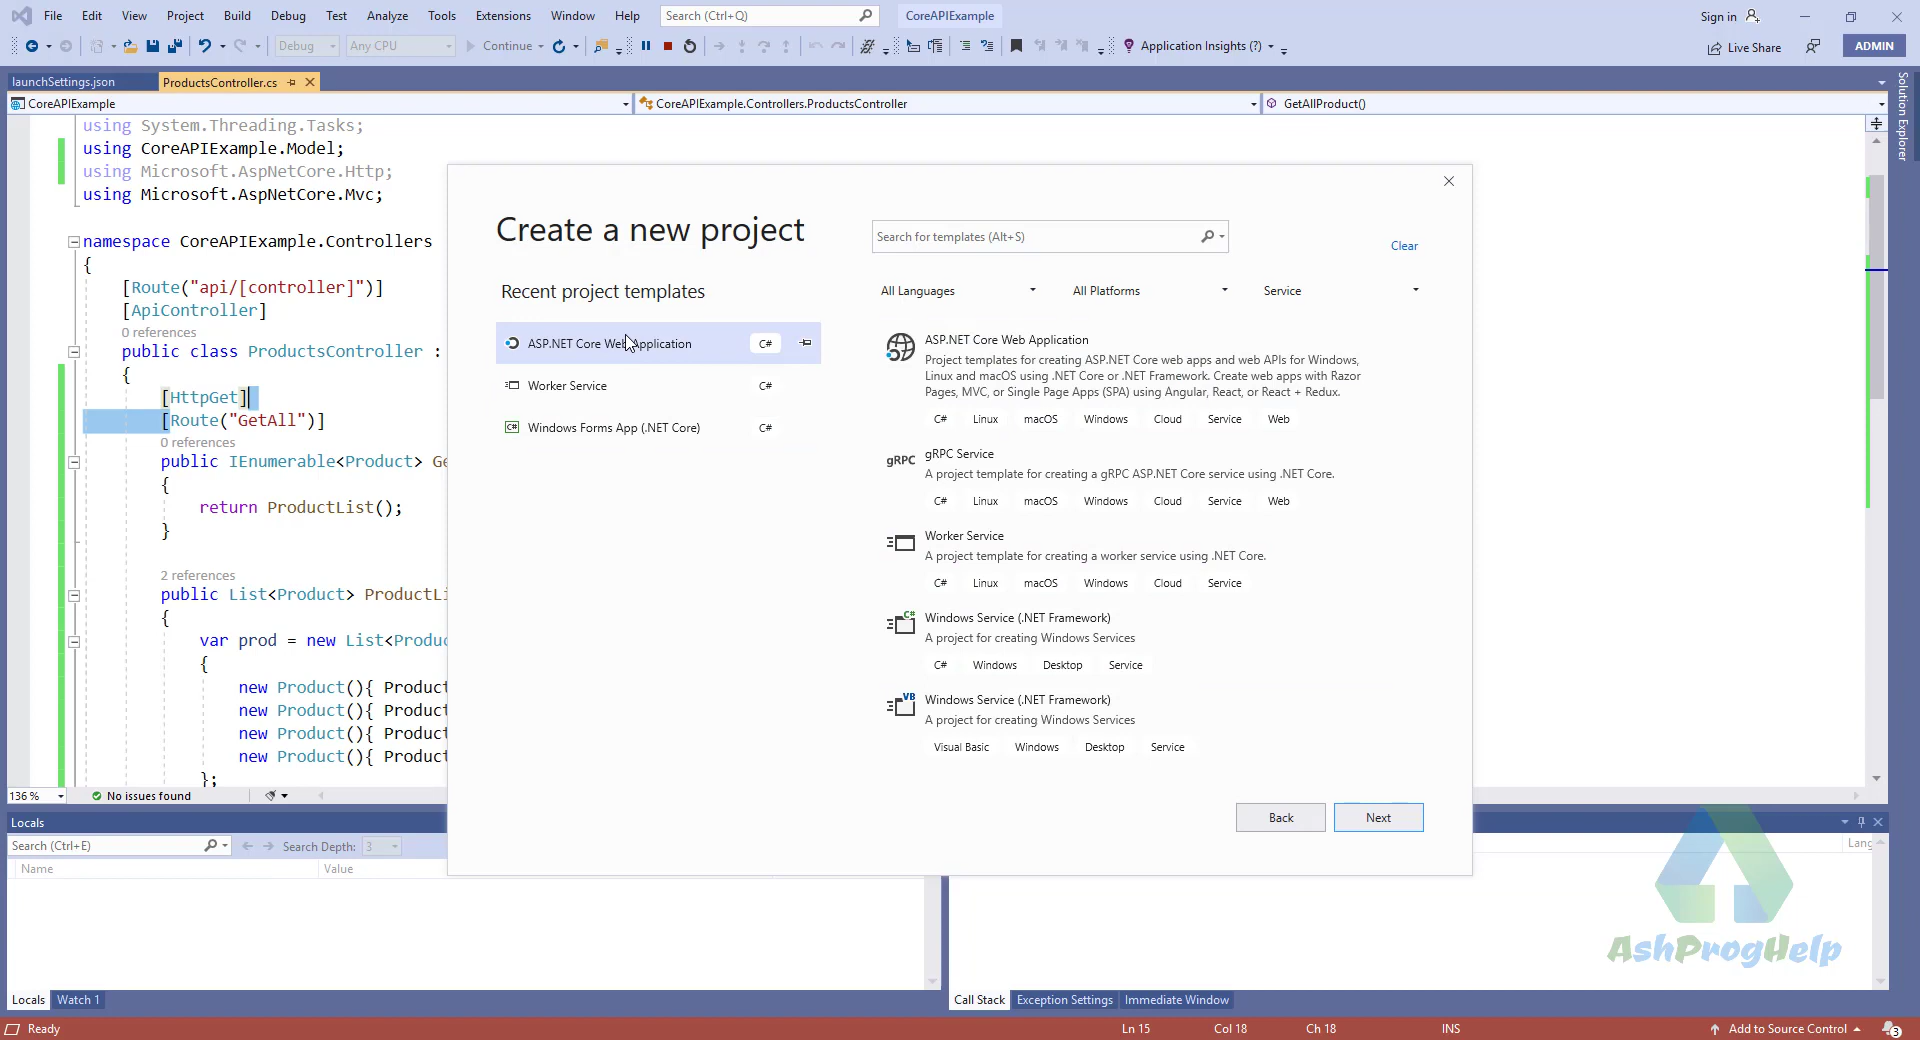 File Edit View Project Build Debug Test Analyze Tools Extensions Window Help Search (Ctrl+Q) CoreAPIExample Sign in
Debug Any CPU Continue Application Insights (?) Live Share ADMIN
launchSettings.json ProductsController.cs
CoreAPIExample CoreAPIExample.Controllers.ProductsController GetAllProduct()
Solution Explorer
using System.Threading.Tasks;
using CoreAPIExample.Model;
using Microsoft.AspNetCore.Http;
using Microsoft.AspNetCore.Mvc;
namespace CoreAPIExample.Controllers
{
[Route("api/[controller]")]
[ApiController]
0 references
public class ProductsController :
{
[HttpGet]
[Route("GetAll")]
0 references
public IEnumerable<Product> Ge
{
return ProductList();
}
2 references
public List<Product> ProductLi
{
var prod = new List<Produc
{
new Product(){ Product
new Product(){ Product
new Product(){ Product
new Product(){ Product
};
Create a new project
Search for templates (Alt+S)
Clear
Recent project templates
All Languages All Platforms Service
ASP.NET Core Web Application C#
Worker Service C#
Windows Forms App (.NET Core) C#
ASP.NET Core Web Application
Project templates for creating ASP.NET Core web apps and web APIs for Windows,
Linux and macOS using .NET Core or .NET Framework. Create web apps with Razor
Pages, MVC, or Single Page Apps (SPA) using Angular, React, or React + Redux.
C# Linux macOS Windows Cloud Service Web
gRPC gRPC Service
A project template for creating a gRPC ASP.NET Core service using .NET Core.
C# Linux macOS Windows Cloud Service Web
Worker Service
A project template for creating a worker service using .NET Core.
C# Linux macOS Windows Cloud Service
C# Windows Service (.NET Framework)
A project for creating Windows Services
C# Windows Desktop Service
VB Windows Service (.NET Framework)
A project for creating Windows Services
Visual Basic Windows Desktop Service
Back Next
136 % No issues found
Locals
Search (Ctrl+E) Search Depth: 3
Name Value
Lang
AshProgHelp
Locals Watch 1 Call Stack Exception Settings Immediate Window
Ready Ln 15 Col 18 Ch 18 INS Add to Source Control 3